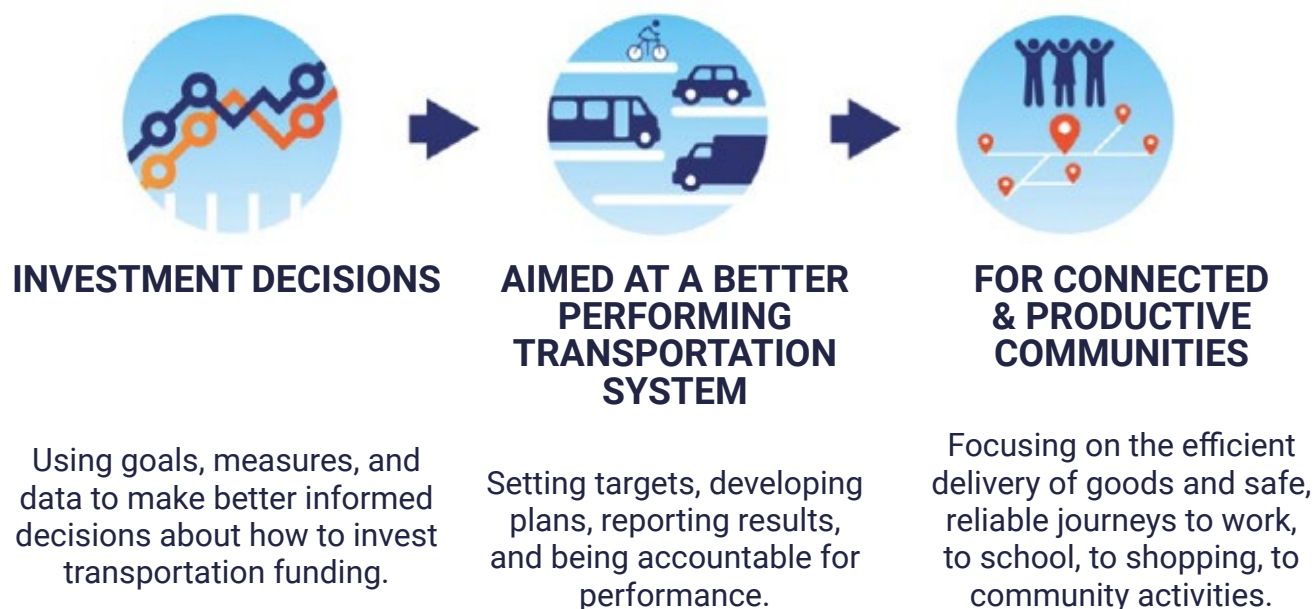 INVESTMENT DECISIONS
Using goals, measures, and
data to make better informed
decisions about how to invest
transportation funding.
AIMED AT A BETTER
PERFORMING
TRANSPORTATION
SYSTEM
Setting targets, developing
plans, reporting results,
and being accountable for
performance.
FOR CONNECTED
& PRODUCTIVE
COMMUNITIES
Focusing on the efficient
delivery of goods and safe,
reliable journeys to work,
to school, to shopping, to
community activities.